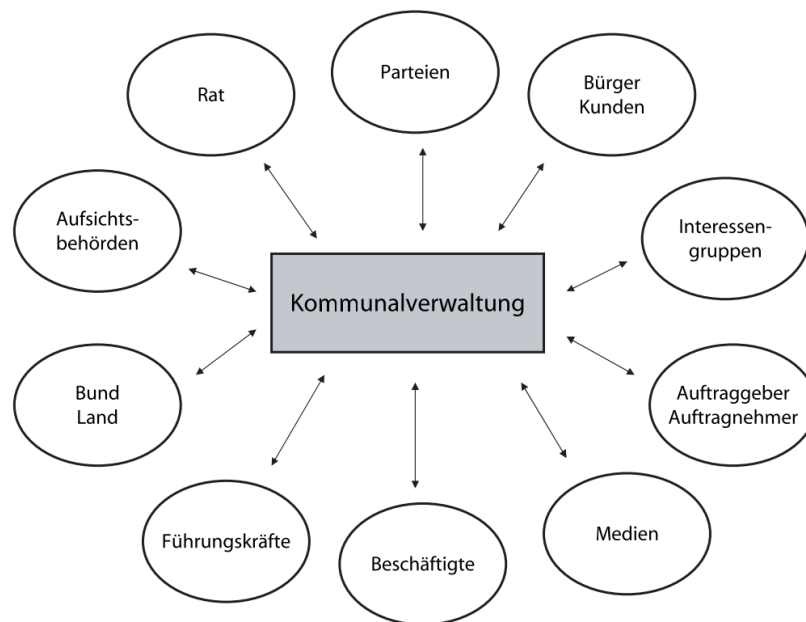 Parteien
Rat
Bürger
Kunden
Aufsichts-
behörden
Interessen-
gruppen
Kommunalverwaltung
Bund
Land
Auftraggeber
Auftragnehmer
Führungskräfte
Beschäftigte
Medien